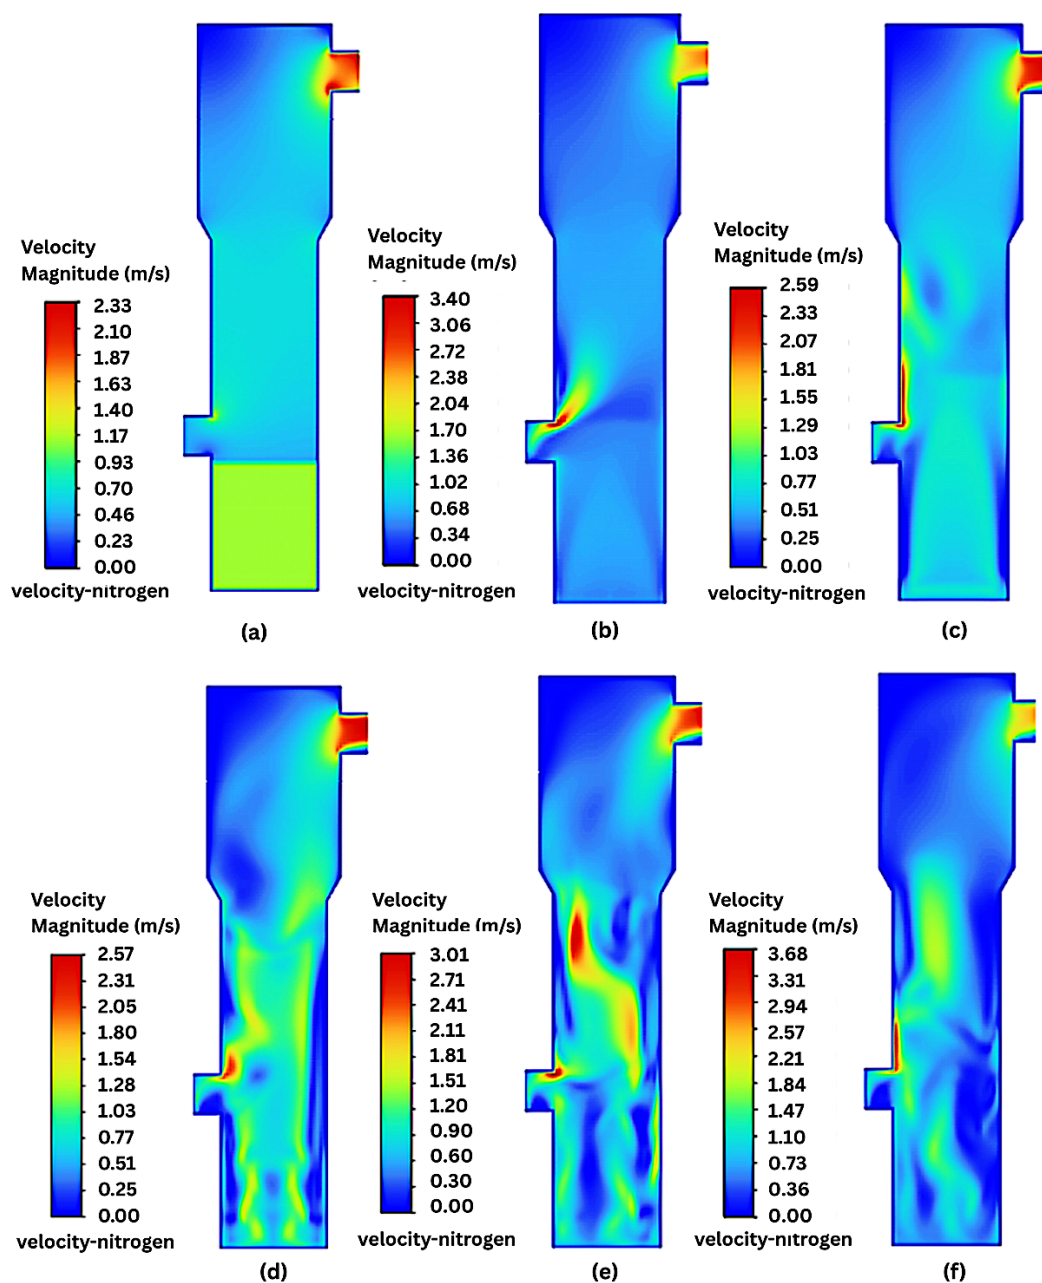 Velocity
Magnitude (m/s)
2.33
2.10
1.87
1.63
1.40
1.17
0.93
0.70
0.46
0.23
0.00
velocity-nitrogen
(a)
Velocity
Magnitude (m/s)
3.40
3.06
2.72
2.38
2.04
1.70
1.36
1.02
0.68
0.34
0.00
velocity-nitrogen
(b)
Velocity
Magnitude (m/s)
2.59
2.33
2.07
1.81
1.55
1.29
1.03
0.77
0.51
0.25
0.00
velocity-nitrogen
(c)
Velocity
Magnitude (m/s)
2.57
2.31
2.05
1.80
1.54
1.28
1.03
0.77
0.51
0.25
0.00
velocity-nitrogen
(d)
Velocity
Magnitude (m/s)
3.01
2.71
2.41
2.11
1.81
1.51
1.20
0.90
0.60
0.30
0.00
velocity-nitrogen
(e)
Velocity
Magnitude (m/s)
3.68
3.31
2.94
2.57
2.21
1.84
1.47
1.10
0.73
0.36
0.00
velocity-nitrogen
(f)